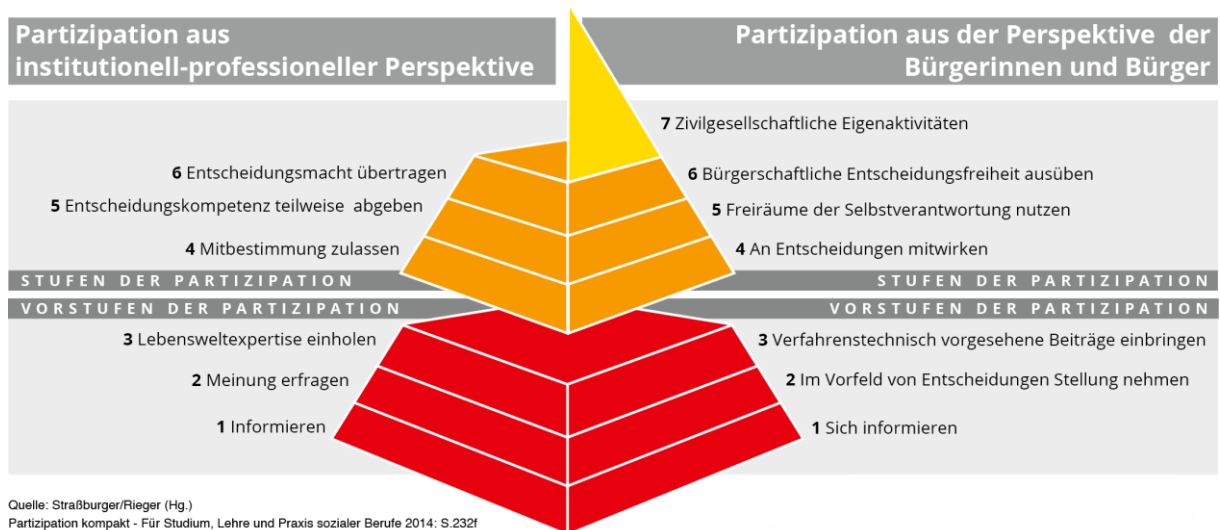 Partizipation aus
institutionell-professioneller Perspektive
Partizipation aus der Perspektive der
Bürgerinnen und Bürger
7 Zivilgesellschaftliche Eigenaktivitäten
6 Entscheidungsmacht übertragen
6 Bürgerschaftliche Entscheidungsfreiheit ausüben
5 Entscheidungskompetenz teilweise abgeben
5 Freiräume der Selbstverantwortung nutzen
4 Mitbestimmung zulassen
4 An Entscheidungen mitwirken
STUFEN DER PARTIZIPATION
STUFEN DER PARTIZIPATION
VORSTUFEN DER PARTIZIPATION
VORSTUFEN DER PARTIZIPATION
3 Lebensweltexpertise einholen
3 Verfahrenstechnisch vorgesehene Beiträge einbringen
2 Meinung erfragen
2 Im Vorfeld von Entscheidungen Stellung nehmen
1 Informieren
1 Sich informieren
Quelle: Straßburger/Rieger (Hg.)
Partizipation kompakt - Für Studium, Lehre und Praxis sozialer Berufe 2014: S.232f